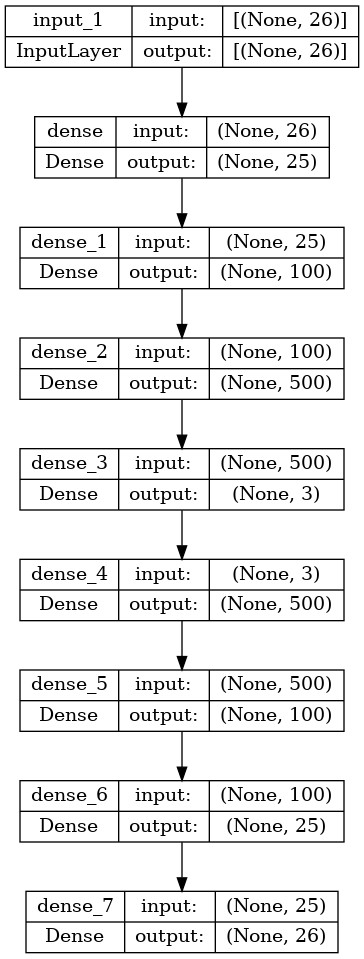 input_1 input: [(None, 26)]
InputLayer output: [(None, 26)]
dense input: (None, 26)
Dense output: (None, 25)
dense_1 input: (None, 25)
Dense output: (None, 100)
dense_2 input: (None, 100)
Dense output: (None, 500)
dense_3 input: (None, 500)
Dense output: (None, 3)
dense_4 input: (None, 3)
Dense output: (None, 500)
dense_5 input: (None, 500)
Dense output: (None, 100)
dense_6 input: (None, 100)
Dense output: (None, 25)
dense_7 input: (None, 25)
Dense output: (None, 26)